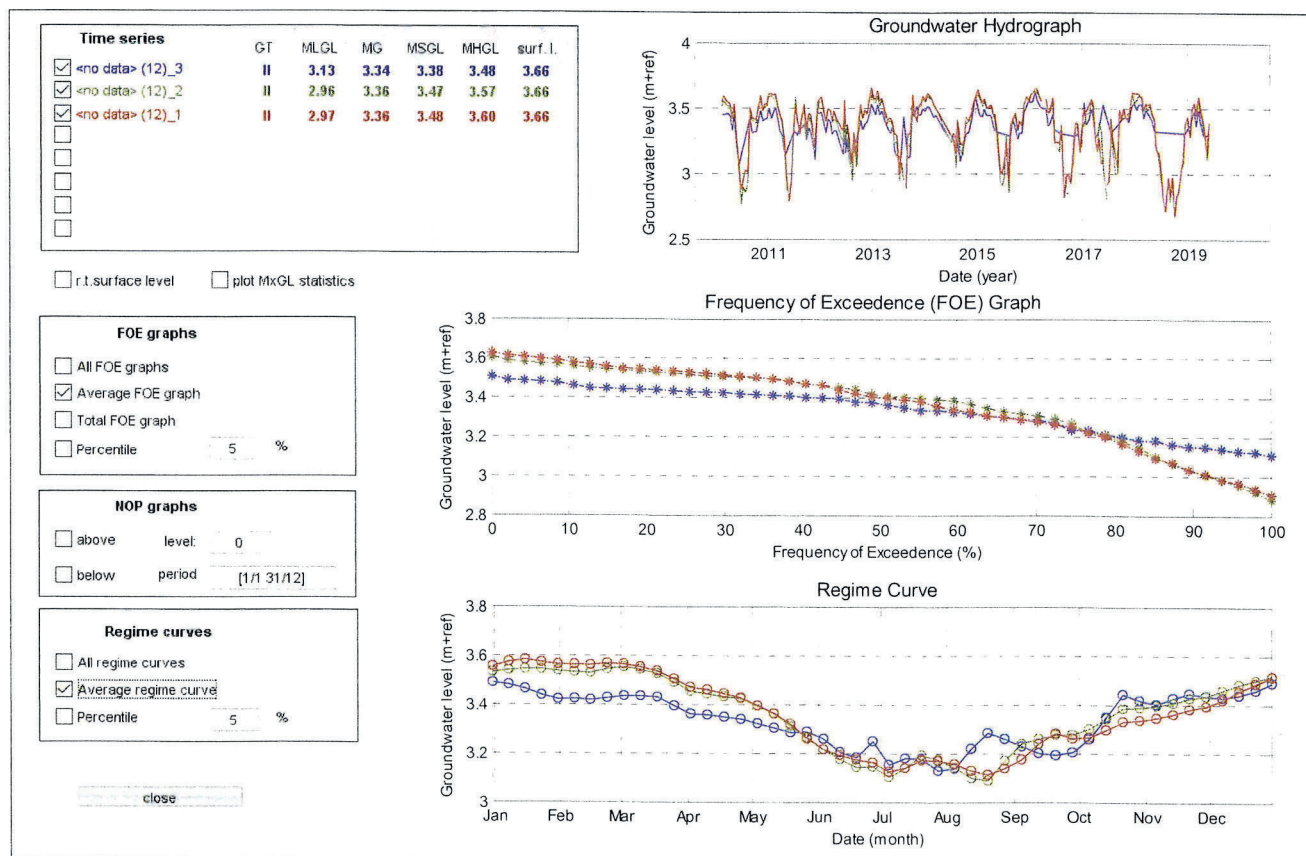 Time series
GT MLGL MG MSGL MHGL surf. l.
<no data> (12)_3 II 3.13 3.34 3.38 3.48 3.66
<no data> (12)_2 II 2.96 3.36 3.47 3.57 3.66
<no data> (12)_1 II 2.97 3.36 3.48 3.60 3.66
r.t.surface level plot MxGL statistics
FOE graphs
All FOE graphs
Average FOE graph
Total FOE graph
Percentile 5 %
NOP graphs
above level: 0
below period [1/1 31/12]
Regime curves
All regime curves
Average regime curve
Percentile 5 %
close
Groundwater Hydrograph
Groundwater level (m+ref)
4
3.5
3
2.5
2011 2013 2015 2017 2019
Date (year)
Frequency of Exceedence (FOE) Graph
Groundwater level (m+ref)
3.8
3.6
3.4
3.2
3
2.8
0 10 20 30 40 50 60 70 80 90 100
Frequency of Exceedence (%)
Regime Curve
Groundwater level (m+ref)
3.8
3.6
3.4
3.2
3
Jan Feb Mar Apr May Jun Jul Aug Sep Oct Nov Dec
Date (month)